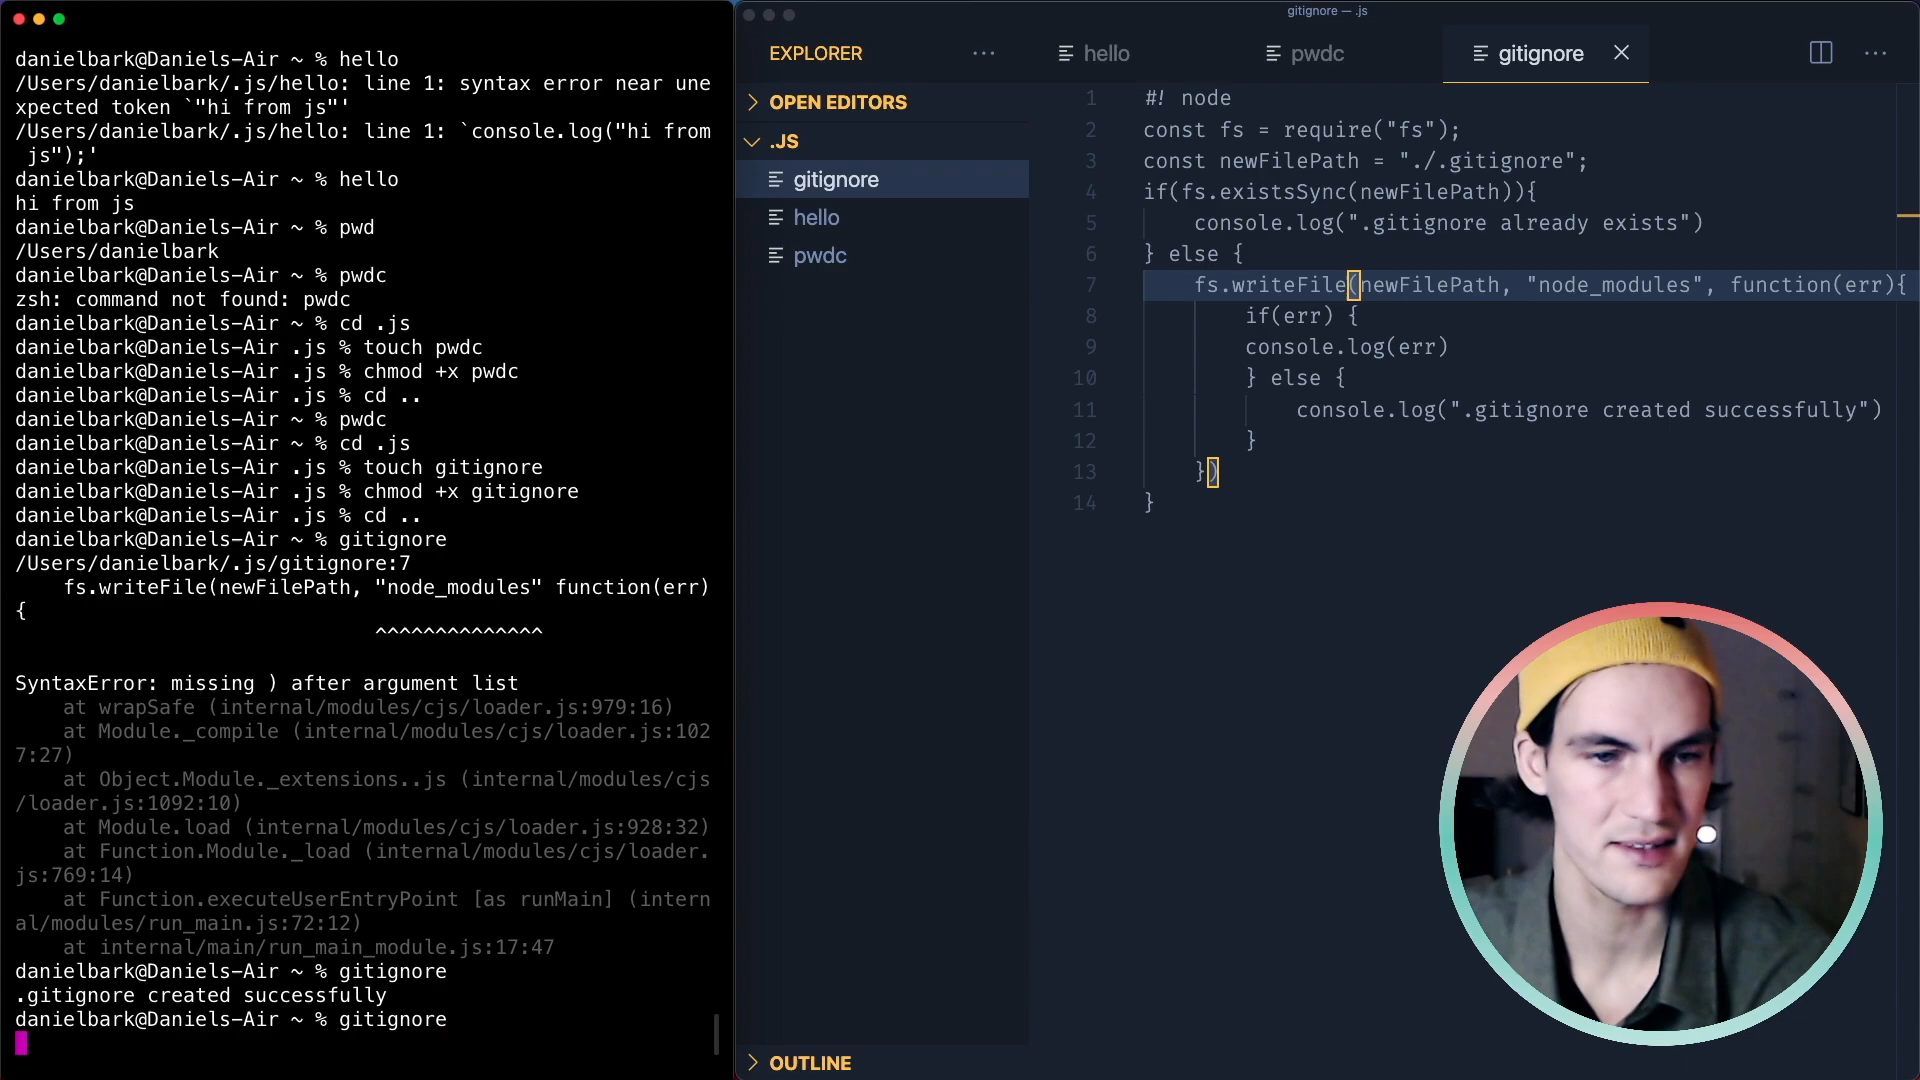 danielbark@Daniels-Air ~ % hello
/Users/danielbark/.js/hello: line 1: syntax error near une
xpected token `"hi from js"'
/Users/danielbark/.js/hello: line 1: `console.log("hi from
 js");'
danielbark@Daniels-Air ~ % hello
hi from js
danielbark@Daniels-Air ~ % pwd
/Users/danielbark
danielbark@Daniels-Air ~ % pwdc
zsh: command not found: pwdc
danielbark@Daniels-Air ~ % cd .js
danielbark@Daniels-Air .js % touch pwdc
danielbark@Daniels-Air .js % chmod +x pwdc
danielbark@Daniels-Air .js % cd ..
danielbark@Daniels-Air ~ % pwdc
danielbark@Daniels-Air ~ % cd .js
danielbark@Daniels-Air .js % touch gitignore
danielbark@Daniels-Air .js % chmod +x gitignore
danielbark@Daniels-Air .js % cd ..
danielbark@Daniels-Air ~ % gitignore
/Users/danielbark/.js/gitignore:7
    fs.writeFile(newFilePath, "node_modules" function(err)
{
                              ^^^^^^^^^^^^^^
SyntaxError: missing ) after argument list
    at wrapSafe (internal/modules/cjs/loader.js:979:16)
    at Module._compile (internal/modules/cjs/loader.js:102
7:27)
    at Object.Module._extensions..js (internal/modules/cjs
/loader.js:1092:10)
    at Module.load (internal/modules/cjs/loader.js:928:32)
    at Function.Module._load (internal/modules/cjs/loader.
js:769:14)
    at Function.executeUserEntryPoint [as runMain] (intern
al/modules/run_main.js:72:12)
    at internal/main/run_main_module.js:17:47
danielbark@Daniels-Air ~ % gitignore
.gitignore created successfully
danielbark@Daniels-Air ~ % gitignore
gitignore — .js
EXPLORER ···
hello
pwdc
gitignore
···
OPEN EDITORS
.JS
gitignore
hello
pwdc
OUTLINE
1 #! node
2 const fs = require("fs");
3 const newFilePath = "./.gitignore";
4 if(fs.existsSync(newFilePath)){
5     console.log(".gitignore already exists")
6 } else {
7     fs.writeFile(newFilePath, "node_modules", function(err){
8         if(err) {
9         console.log(err)
10         } else {
11             console.log(".gitignore created successfully")
12         }
13     })
14 }